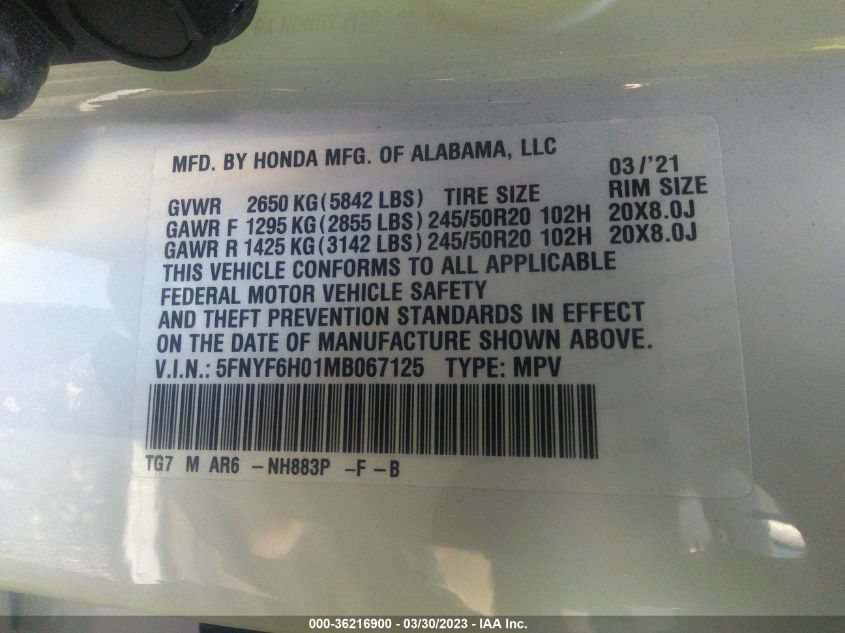 MFD. BY HONDA MFG. OF ALABAMA, LLC
03/'21
GVWR 2650 KG(5842 LBS) TIRE SIZE RIM SIZE
GAWR F 1295 KG(2855 LBS)245/50R20 102H 20X8.0J
GAWR R 1425 KG(3142 LBS)245/50R20 102H 20X8.0J
THIS VEHICLE CONFORMS TO ALL APPLICABLE
FEDERAL MOTOR VEHICLE SAFETY
AND THEFT PREVENTION STANDARDS IN EFFECT
ON THE DATE OF MANUFACTURE SHOWN ABOVE.
V.I.N.: 5FNYF6H01MB067125 TYPE: MPV
TG7 M AR6 -NH883P -F -B
000-36216900 - 03/30/2023 - IAA Inc.